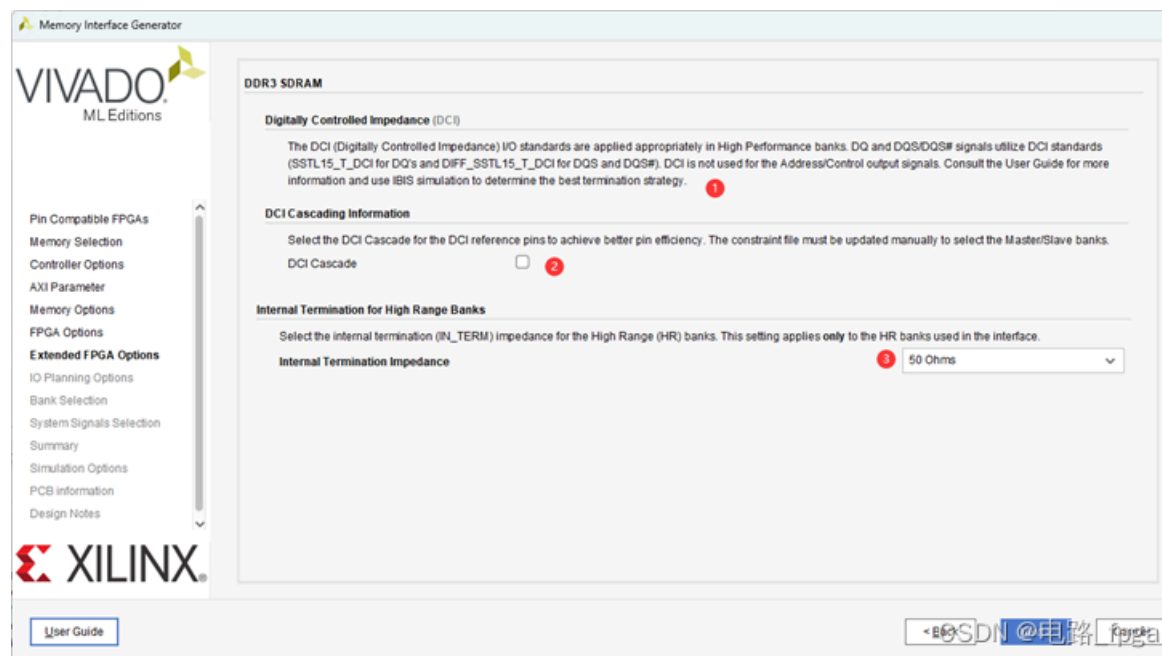 Memory Interface Generator
VIVADO
ML Editions
Pin Compatible FPGAs
Memory Selection
Controller Options
AXI Parameter
Memory Options
FPGA Options
Extended FPGA Options
IO Planning Options
Bank Selection
System Signals Selection
Summary
Simulation Options
PCB information
Design Notes
XILINX
DDR3 SDRAM
Digitally Controlled Impedance (DCI)
The DCI (Digitally Controlled Impedance) I/O standards are applied appropriately in High Performance banks. DQ and DQS/DQS# signals utilize DCI standards
(SSTL15_T_DCI for DQ's and DIFF_SSTL15_T_DCI for DQS and DQS#). DCI is not used for the Address/Control output signals. Consult the User Guide for more
information and use IBIS simulation to determine the best termination strategy.
1
DCI Cascading Information
Select the DCI Cascade for the DCI reference pins to achieve better pin efficiency. The constraint file must be updated manually to select the Master/Slave banks.
DCI Cascade 2
Internal Termination for High Range Banks
Select the internal termination (IN_TERM) impedance for the High Range (HR) banks. This setting applies only to the HR banks used in the interface.
Internal Termination Impedance 3 50 Ohms
User Guide
< Back Cancel
CSDN @电路_fpga